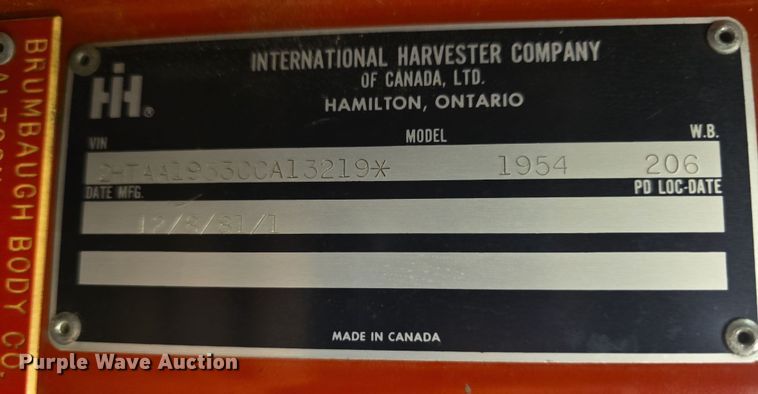 BRUMBAUGH BODY CO.
IH®
INTERNATIONAL HARVESTER COMPANY
OF CANADA, LTD.
HAMILTON, ONTARIO
VIN MODEL W.B.
2HTAA1953CCA13219* 1954 206
DATE MFG. PD LOC-DATE
12/8/81/1
MADE IN CANADA
Purple Wave Auction